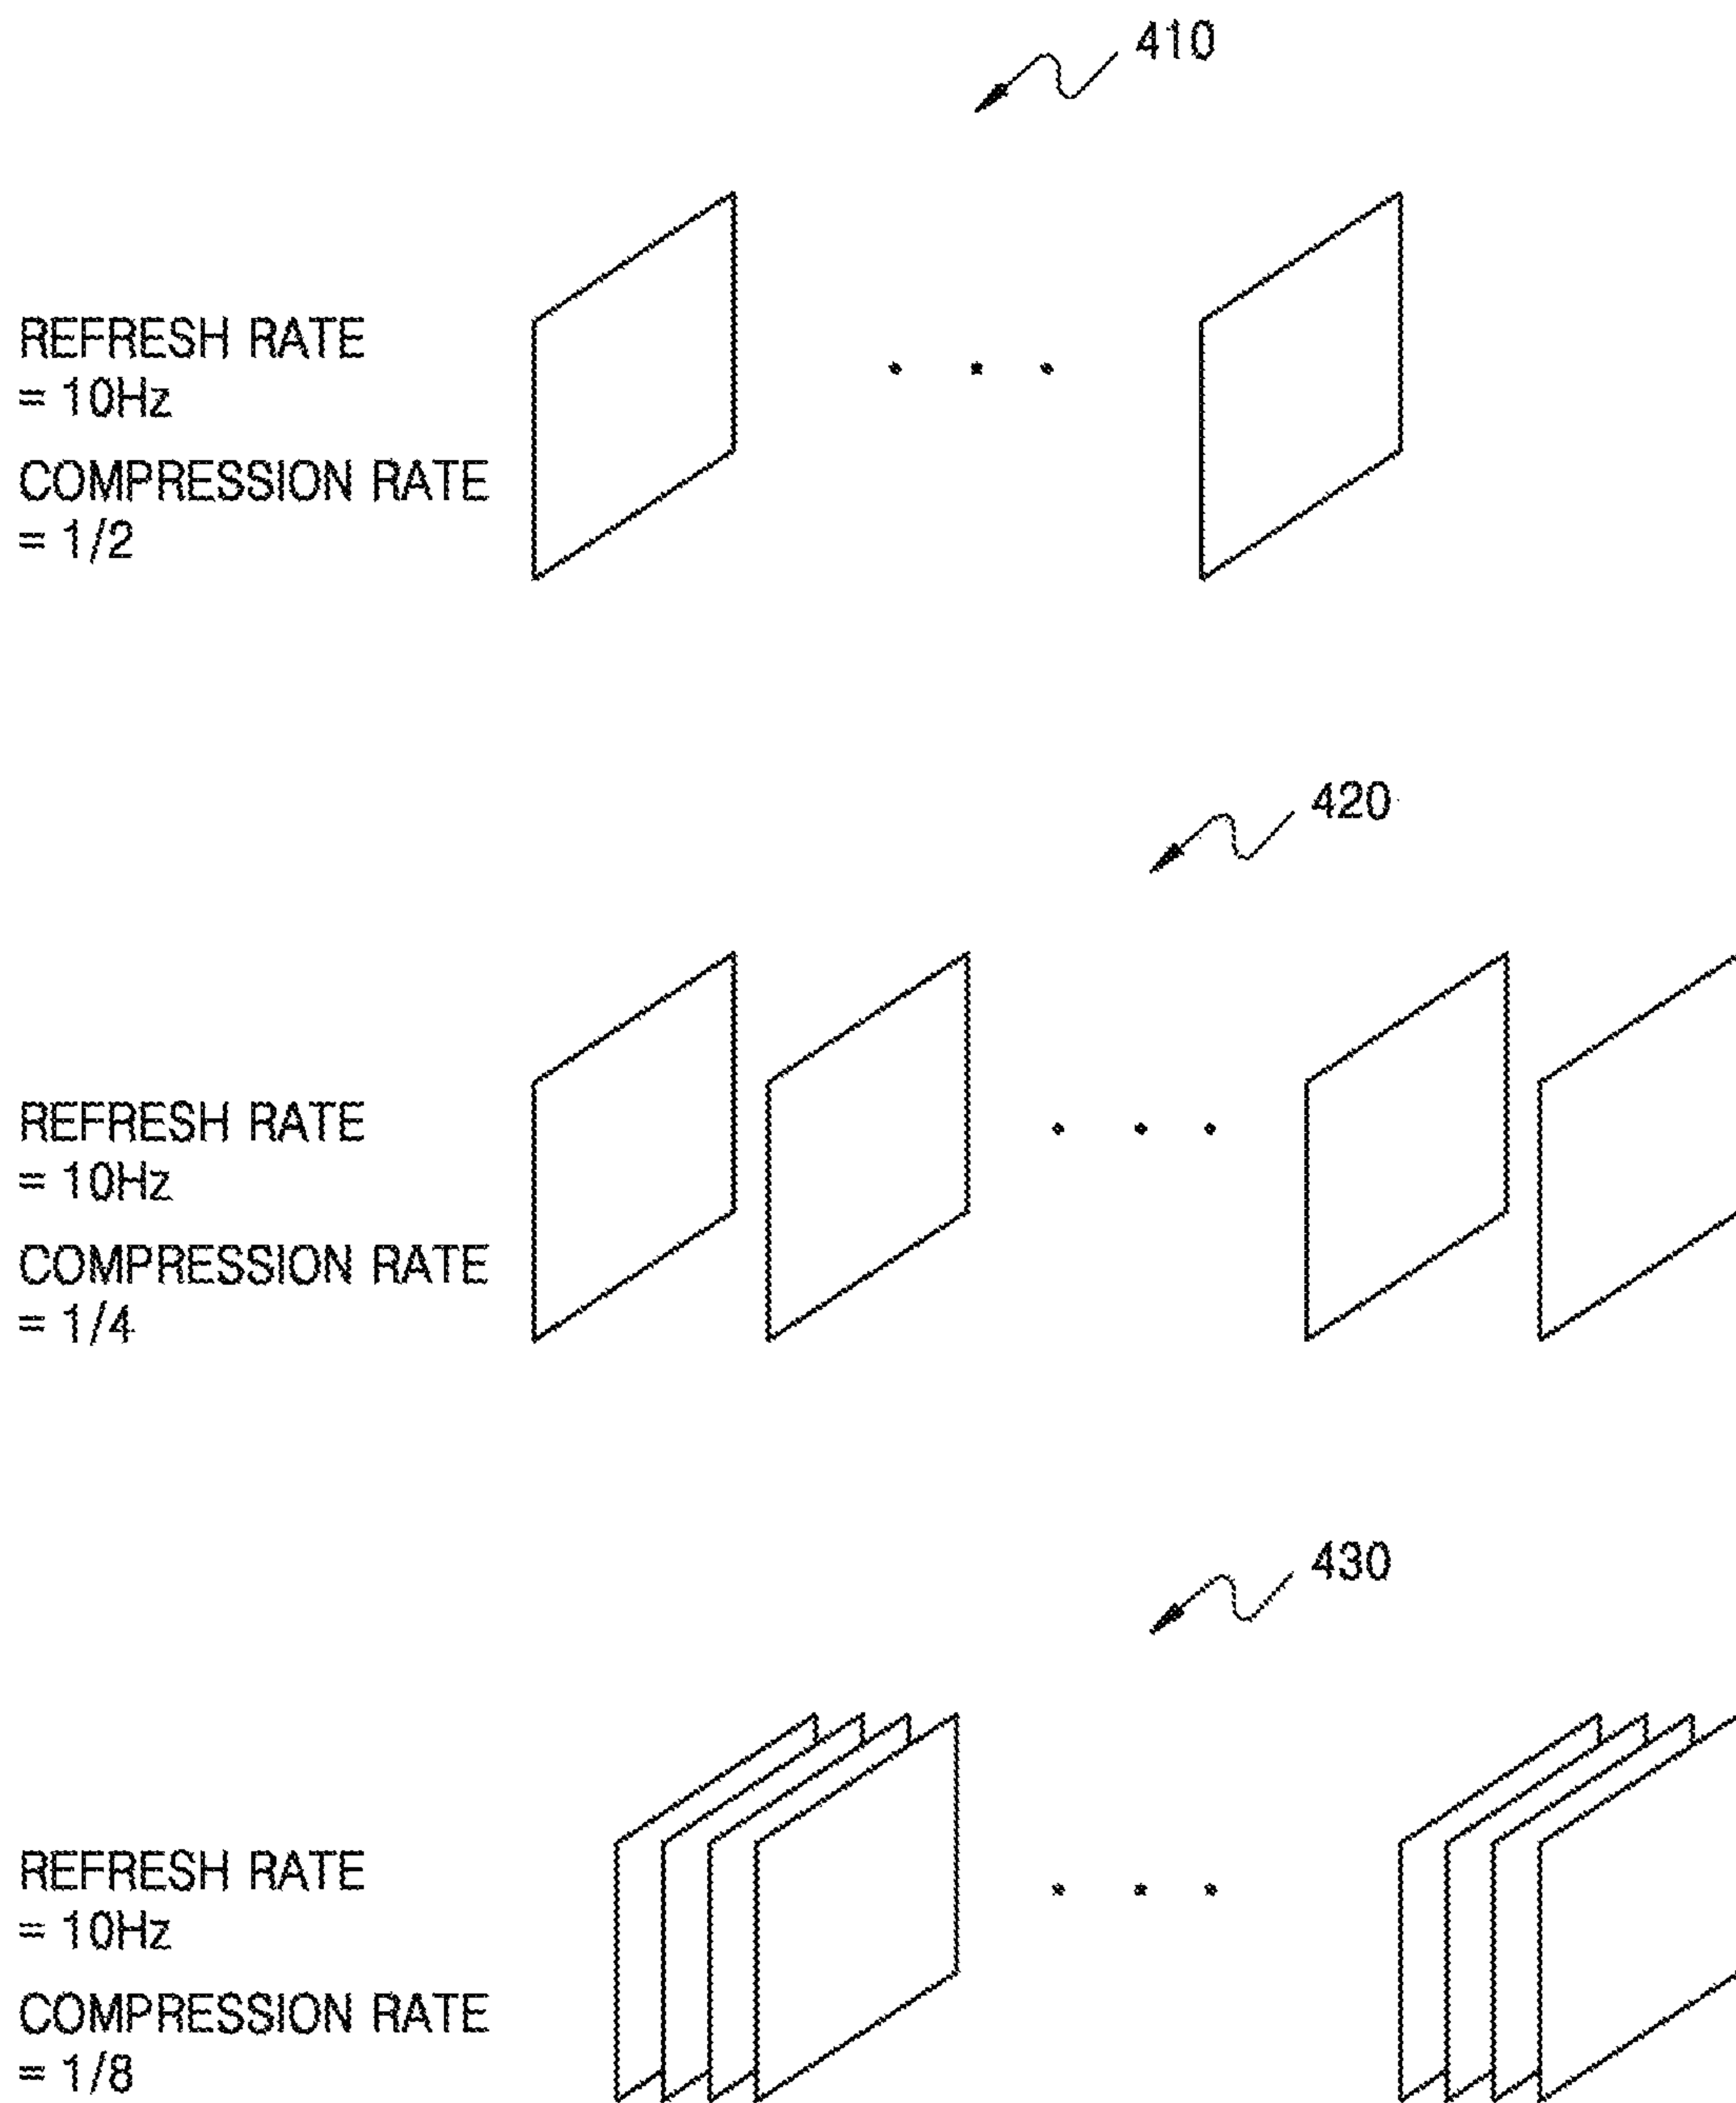 410
REFRESH RATE
= 10Hz
COMPRESSION RATE
= 1/2
420
REFRESH RATE
= 10Hz
COMPRESSION RATE
= 1/4
430
REFRESH RATE
= 10Hz
COMPRESSION RATE
= 1/8